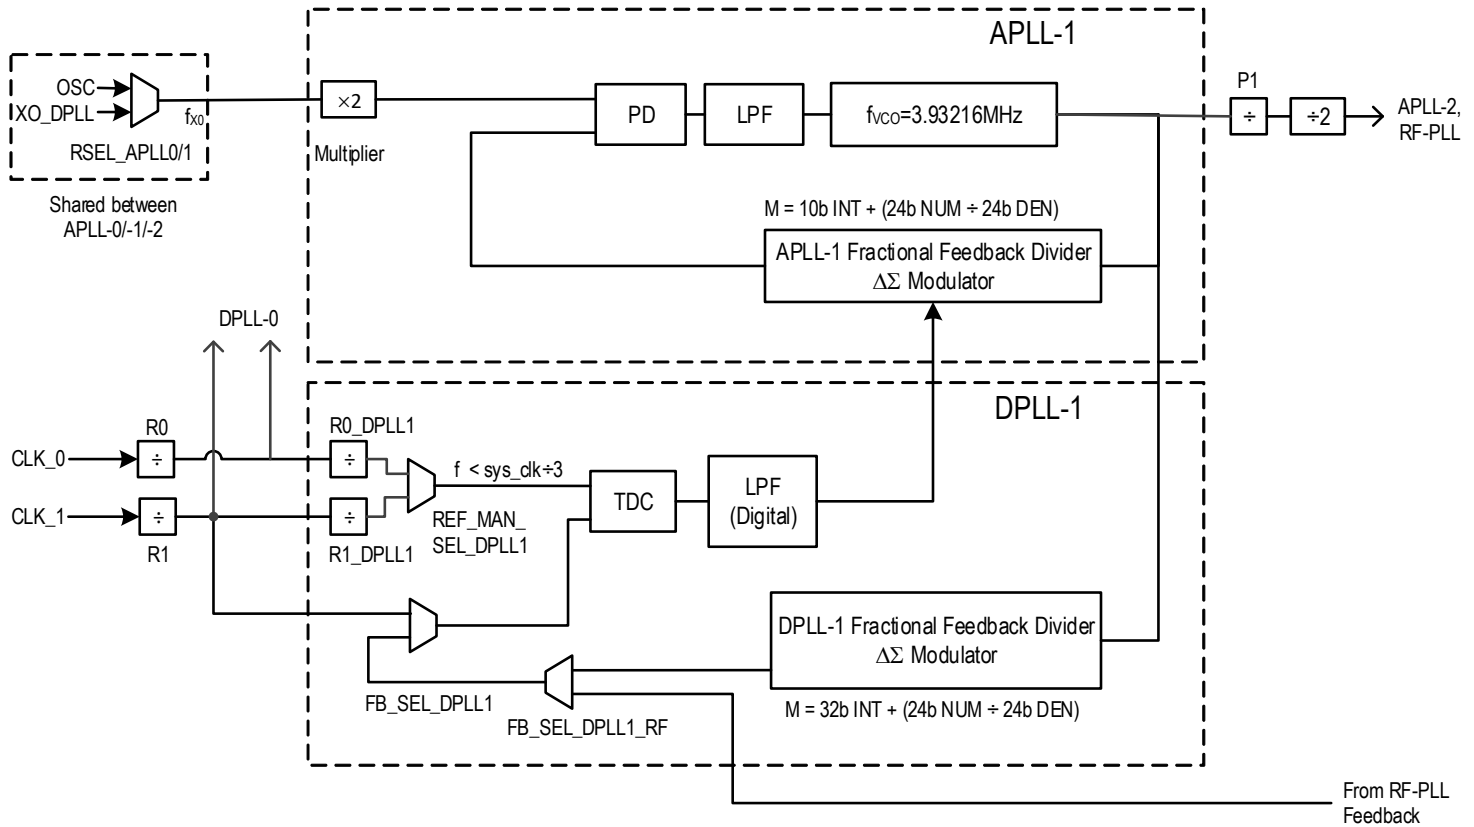 APLL-1
OSC
XO_DPLL
fX0
RSEL_APLL0/1
Shared between
APLL-0/-1/-2
×2
Multiplier
PD
LPF
fVCO=3.93216MHz
P1
÷
÷2
APLL-2,
RF-PLL
M = 10b INT + (24b NUM ÷ 24b DEN)
APLL-1 Fractional Feedback Divider
ΔΣ Modulator
DPLL-0
DPLL-1
CLK_0
R0
÷
R0_DPLL1
÷
f < sys_clk÷3
CLK_1
÷
R1
÷
R1_DPLL1
REF_MAN_
SEL_DPLL1
TDC
LPF
(Digital)
DPLL-1 Fractional Feedback Divider
ΔΣ Modulator
M = 32b INT + (24b NUM ÷ 24b DEN)
FB_SEL_DPLL1
FB_SEL_DPLL1_RF
From RF-PLL
Feedback